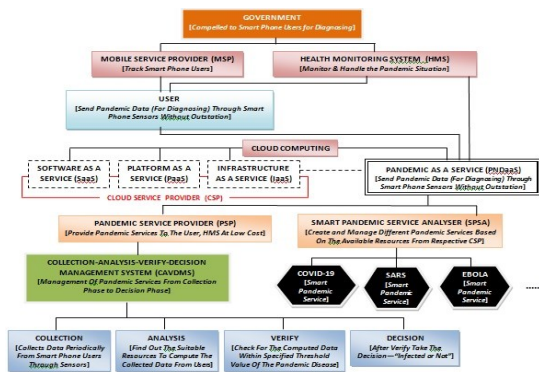 GOVERNMENT
[Compelled to Smart Phone Users for Diagnosing]
MOBILE SERVICE PROVIDER (MSP)
[Track Smart Phone Users]
HEALTH MONITORING SYSTEM (HMS)
[Monitor & Handle the Pandemic Situation]
USER
[Send Pandemic Data (For Diagnosing) Through Smart
Phone Sensors Without Outstation]
CLOUD COMPUTING
SOFTWARE AS A
SERVICE (SaaS)
PLATFORM AS A
SERVICE (PaaS)
INFRASTRUCTURE
AS A SERVICE (IaaS)
PANDEMIC AS A SERVICE (PNDaaS)
[Send Pandemic Data (For Diagnosing) Through
Smart Phone Sensors Without Outstation]
CLOUD SERVICE PROVIDER (CSP)
PANDEMIC SERVICE PROVIDER (PSP)
[Provide Pandemic Services To The User, HMS At Low Cost]
SMART PANDEMIC SERVICE ANALYSER (SPSA)
[Create and Manage Different Pandemic Services Based
On The Available Resources From Respective CSP]
COLLECTION-ANALYSIS-VERIFY-DECISION
MANAGEMENT SYSTEM (CAVDMS)
[Management Of Pandemic Services From Collection
Phase to Decision Phase]
COVID-19
[Smart
Pandemic
Service]
SARS
[Smart
Pandemic
Service]
EBOLA
[Smart
Pandemic
Service]
.....
COLLECTION
[Collects Data Periodically
From Smart Phone Users
Through Sensors]
ANALYSIS
[Find Out The Suitable
Resources To Compute The
Collected Data From Uses]
VERIFY
[Check For The Computed Data
Within Specified Threshold
Value Of The Pandemic Disease]
DECISION
[After Verify Take The
Decision—"Infected or Not"]